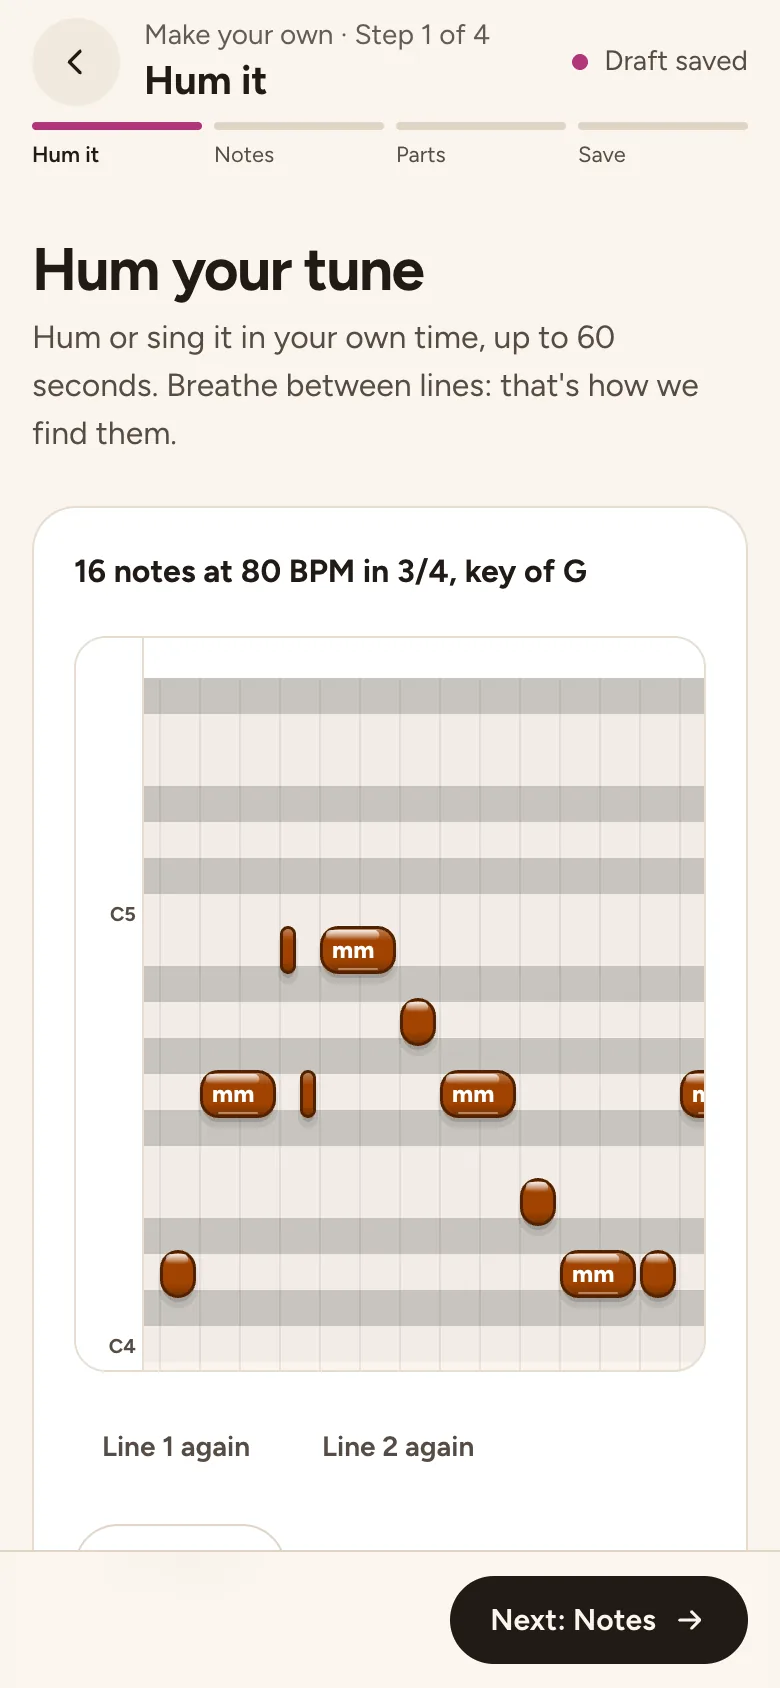 Make your own · Step 1 of 4
Hum it
Draft saved
Hum it
Notes
Parts
Save
Hum your tune
Hum or sing it in your own time, up to 60
seconds. Breathe between lines: that's how we
find them.
16 notes at 80 BPM in 3/4, key of G
C5
mm
mm
mm
mm
C4
Line 1 again
Line 2 again
Next: Notes